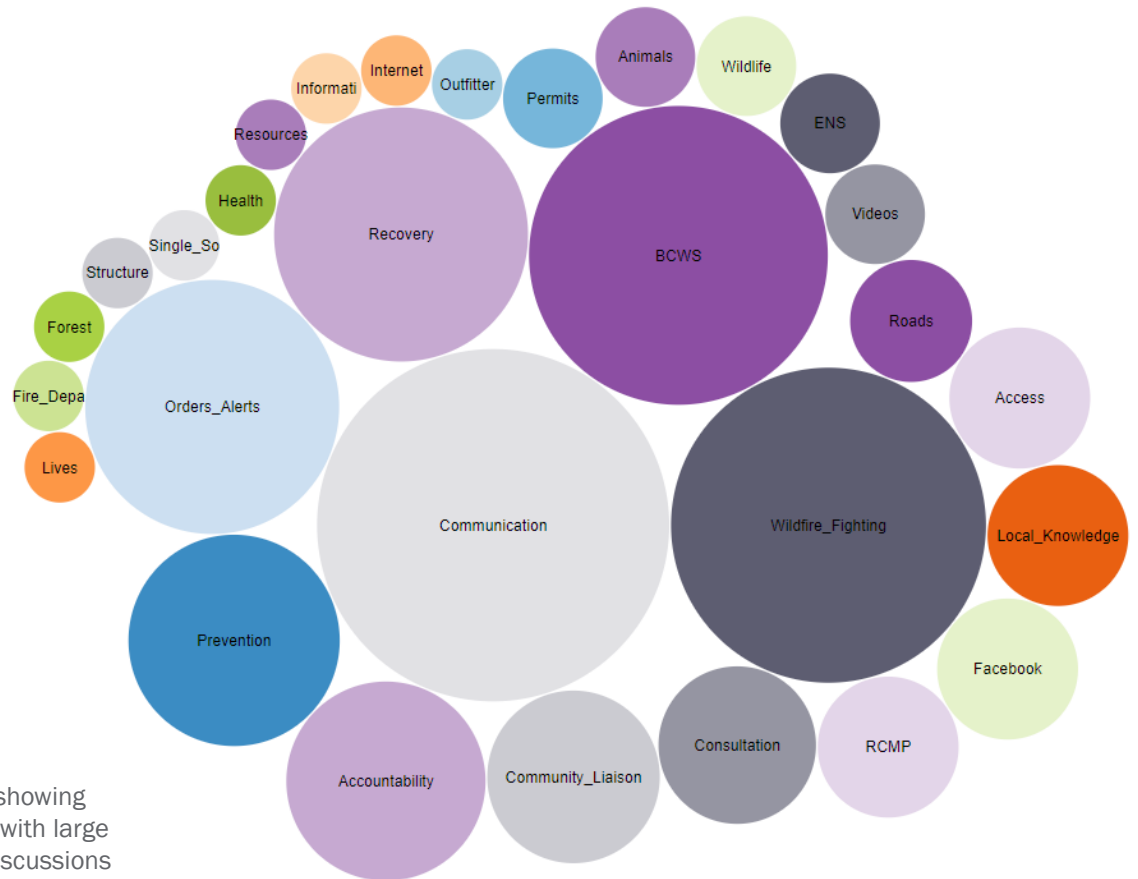 Animals
Wildlife
Internet
Informati
Outfitter
Permits
ENS
Resources
Health
Videos
Recovery
Single_So
BCWS
Structure
Roads
Forest
Fire_Depa
Orders_Alerts
Access
Lives
Communication
Wildfire_Fighting
Local_Knowledge
Prevention
Facebook
Consultation
RCMP
Accountability
Community_Liaison
showing
with large
scussions